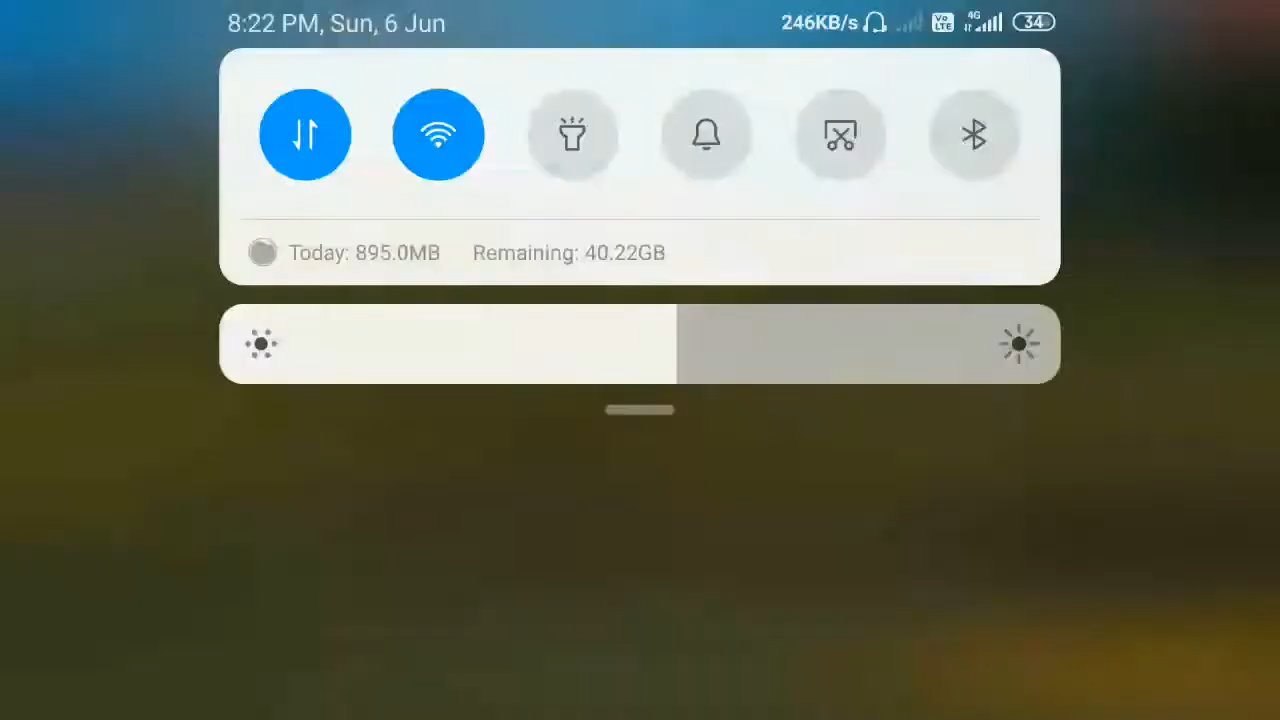 8:22 PM, Sun, 6 Jun 246KB/s Vo LTE 4G 34
Today: 895.0MB Remaining: 40.22GB